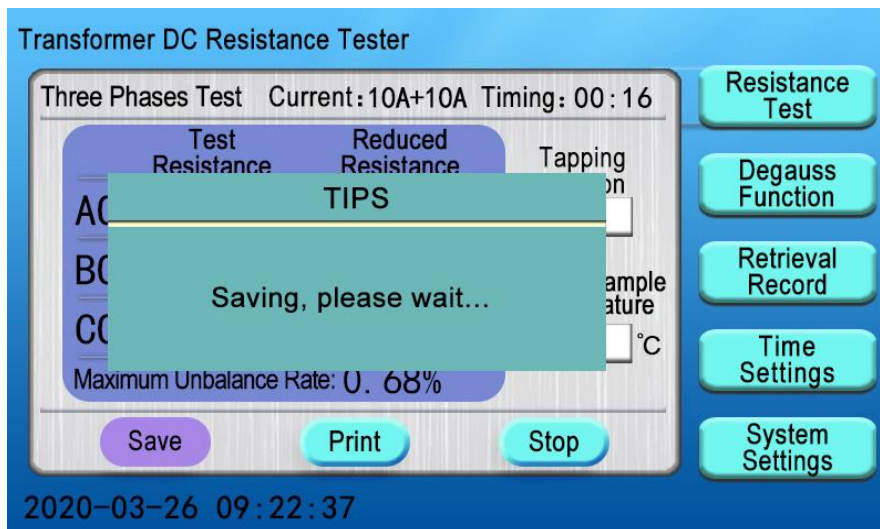 Transformer DC Resistance Tester
Three Phases Test Current:10A+10A Timing:00:16
Test Reduced
Resistance Resistance
Tapping
TIPS
Saving, please wait...
°C
Maximum Unbalance Rate: 0.68%
Save Print Stop
2020-03-26 09:22:37
Resistance
Test
Degauss
Function
Retrieval
Record
Time
Settings
System
Settings